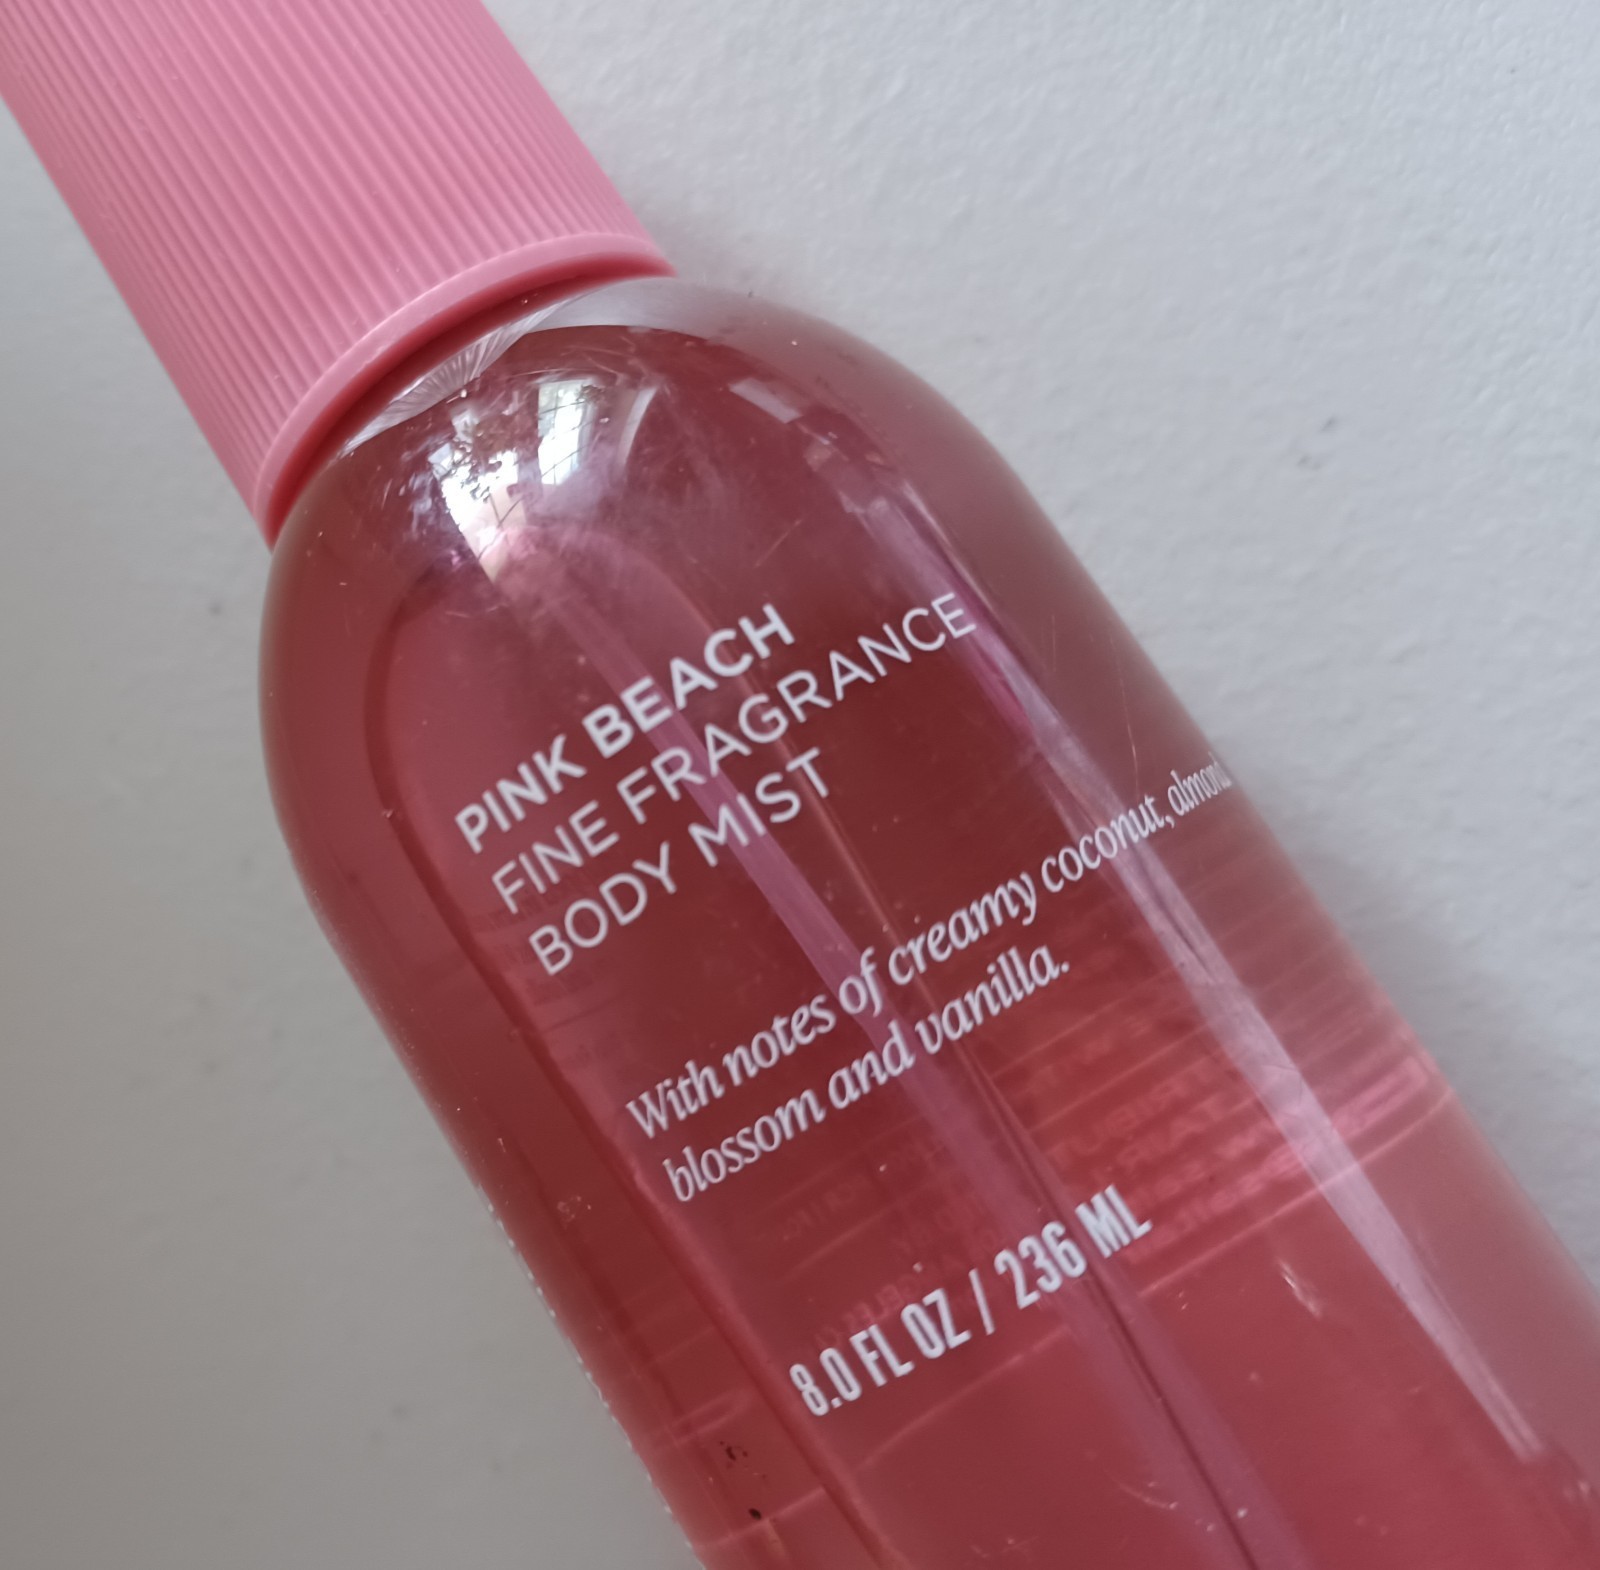 PINK BEACH
FINE FRAGRANCE
BODY MIST
With notes of creamy coconut, almond
blossom and vanilla.
8.0 FL OZ / 236 ML